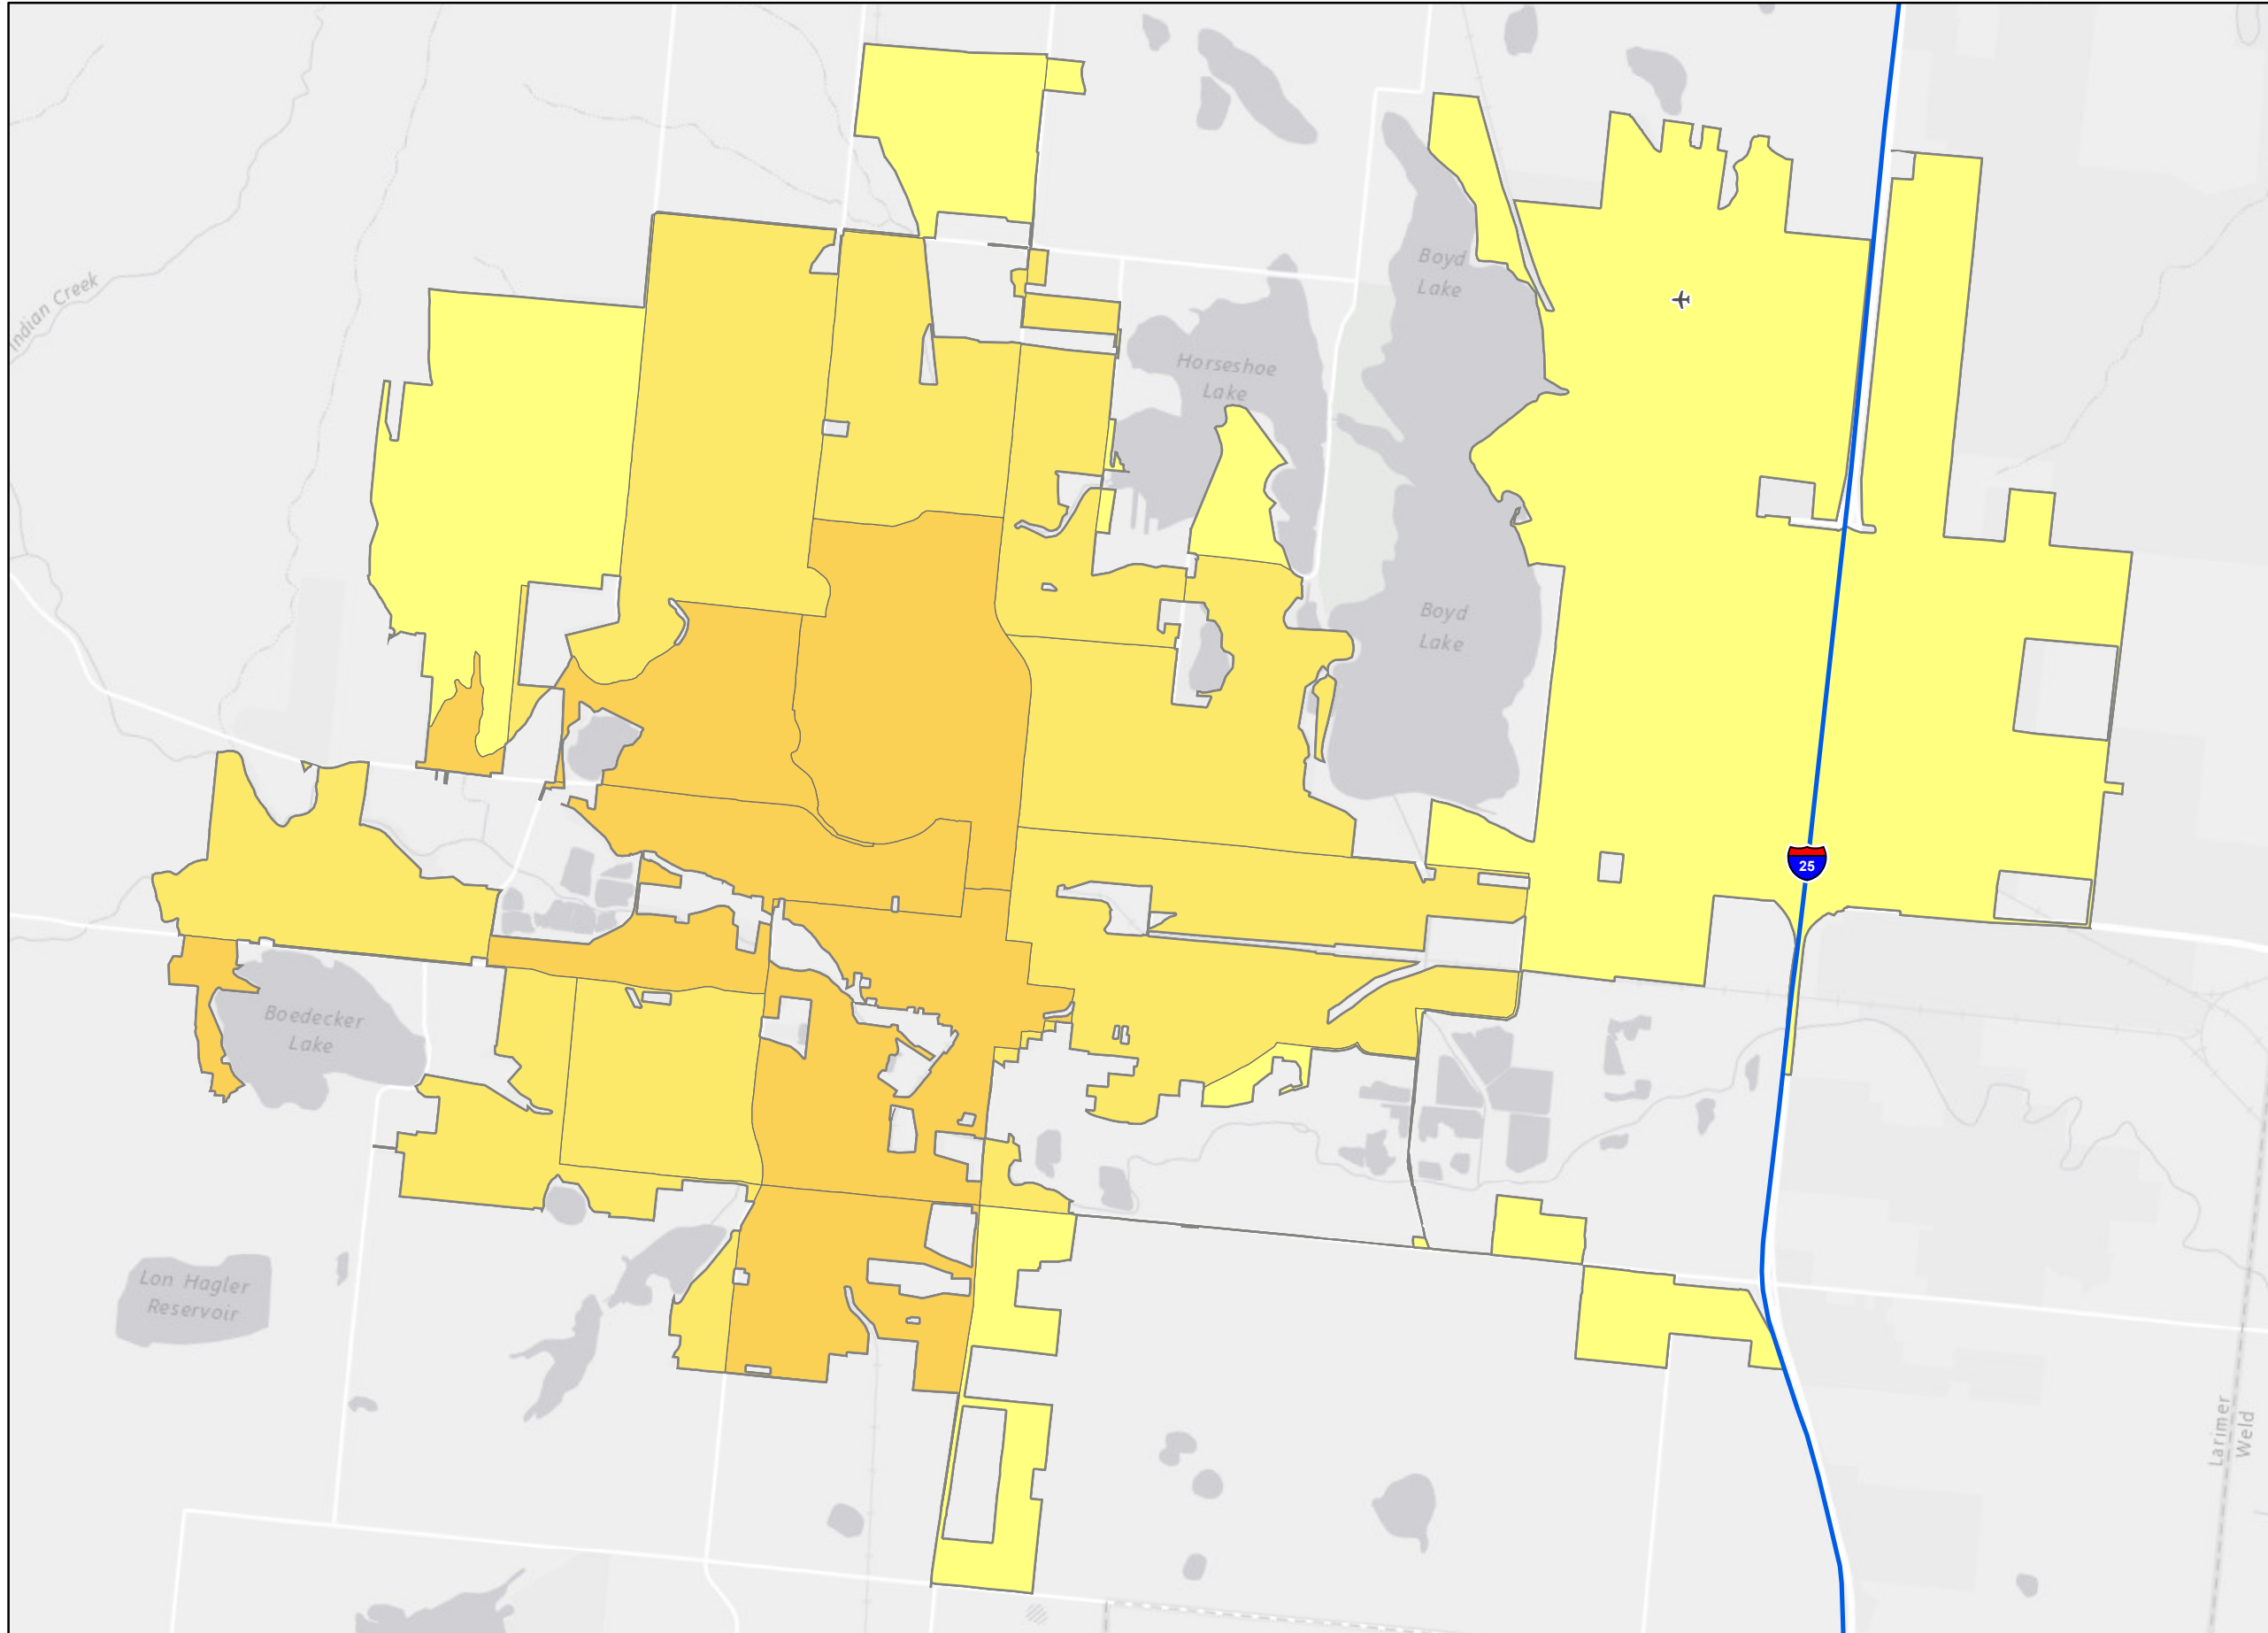 Boyd
Lake
Indian Creek
Horseshoe
Lake
Boyd
Lake
25
Boedecker
Lake
Lon Hagler
Reservoir
Larimer
Weld